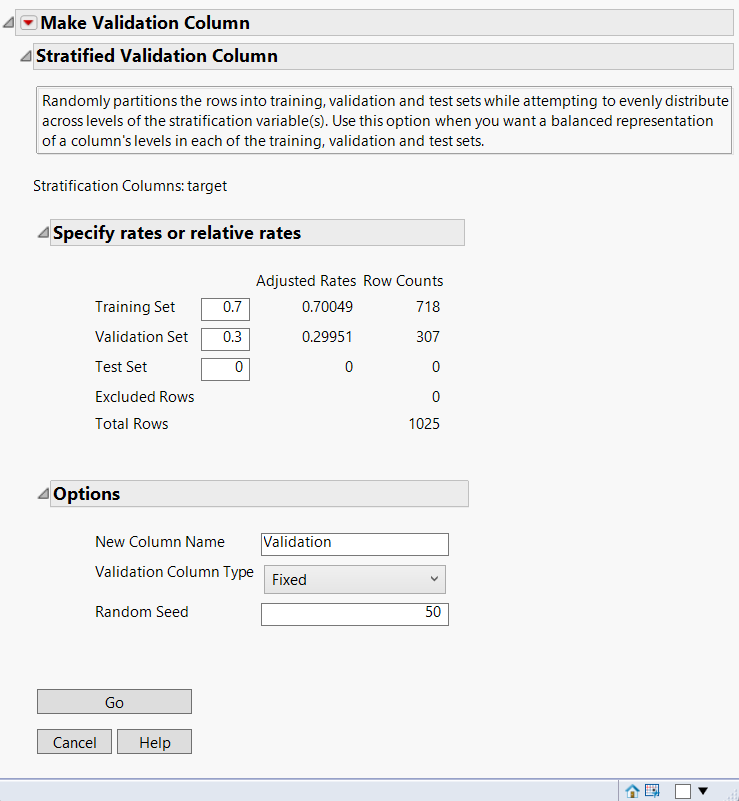 Make Validation Column
Stratified Validation Column
Randomly partitions the rows into training, validation and test sets while attempting to evenly distribute
across levels of the stratification variable(s). Use this option when you want a balanced representation
of a column's levels in each of the training, validation and test sets.
Stratification Columns: target
Specify rates or relative rates
Adjusted Rates Row Counts
Training Set 0.7 0.70049 718
Validation Set 0.3 0.29951 307
Test Set 0 0 0
Excluded Rows 0
Total Rows 1025
Options
New Column Name Validation
Validation Column Type Fixed
Random Seed 50
Go
Cancel Help